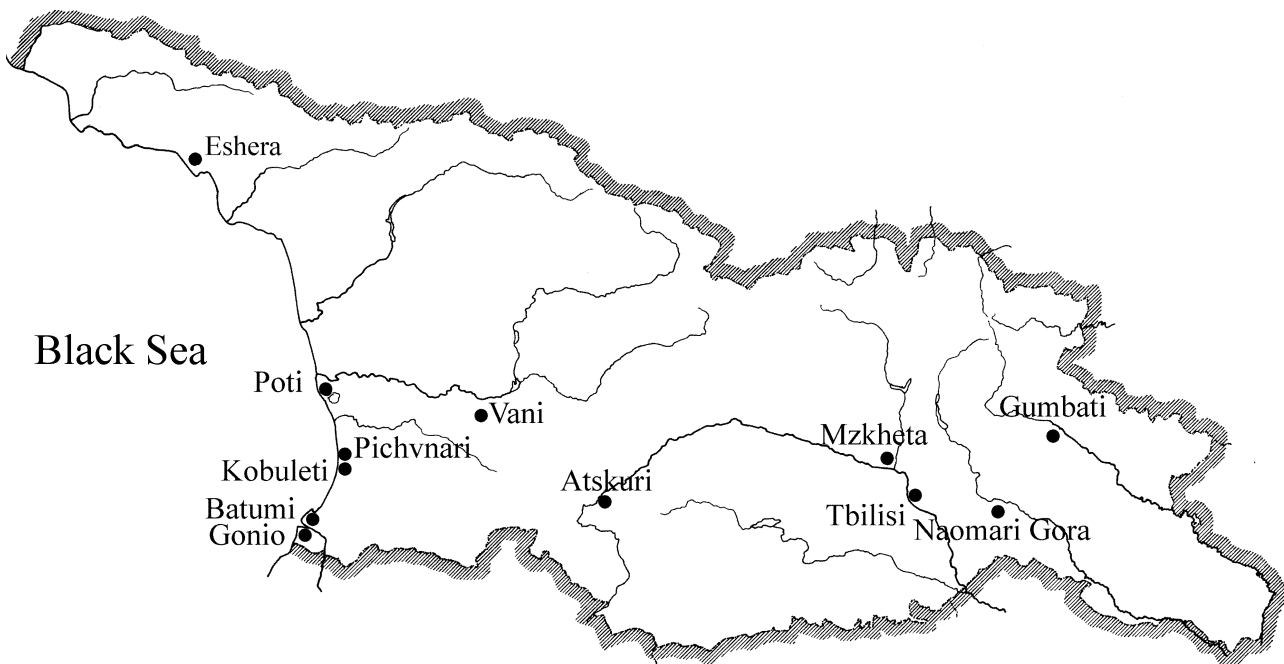 Eshera
Black Sea
Poti
Vani
Gumbati
Mzkheta
Pichvnari
Kobuleti
Atskuri
Batumi
Tbilisi
Gonio
Naomari Gora